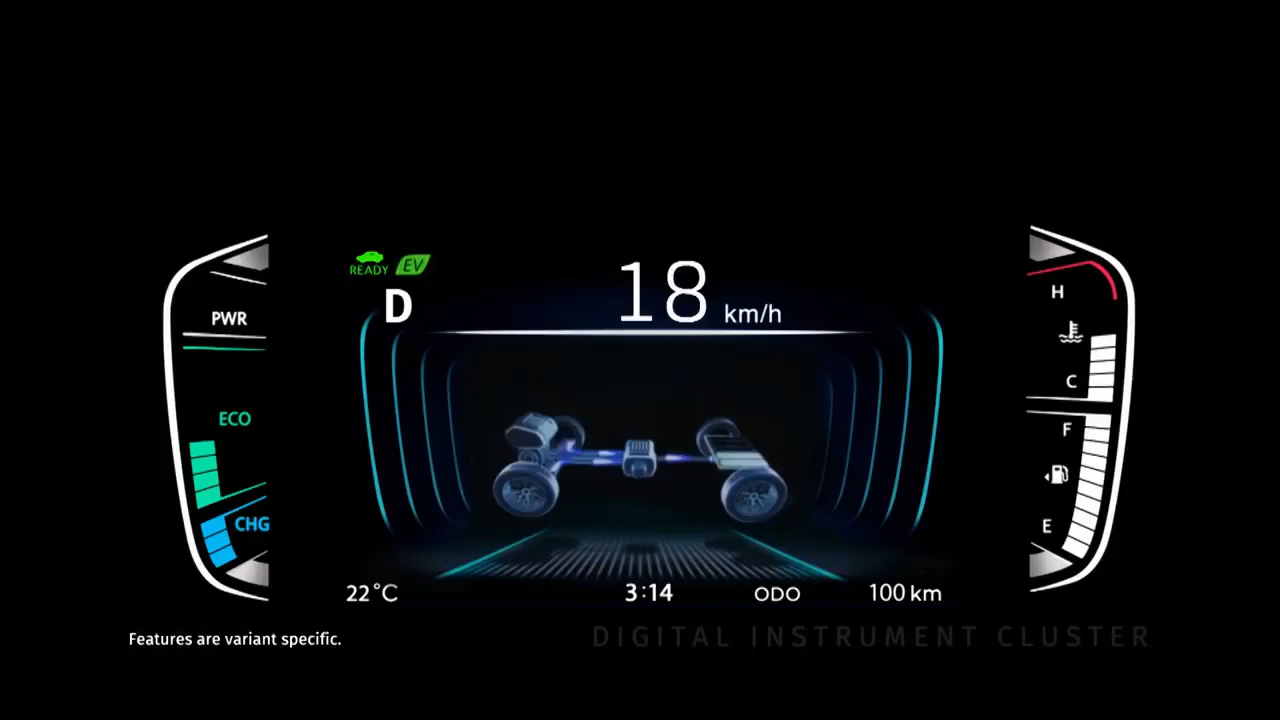 READY EV
D
18 km/h
PWR
ECO
CHG
H
C
F
E
22°C
3:14
ODO
100 km
Features are variant specific.
DIGITAL INSTRUMENT CLUSTER